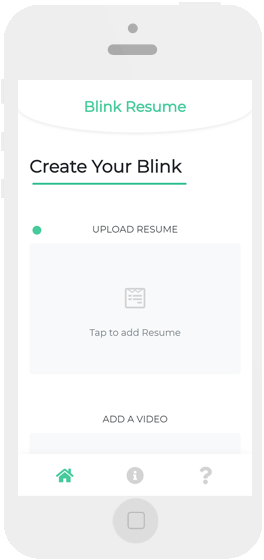 Blink Resume
Create Your Blink
UPLOAD RESUME
Tap to add Resume
ADD A VIDEO